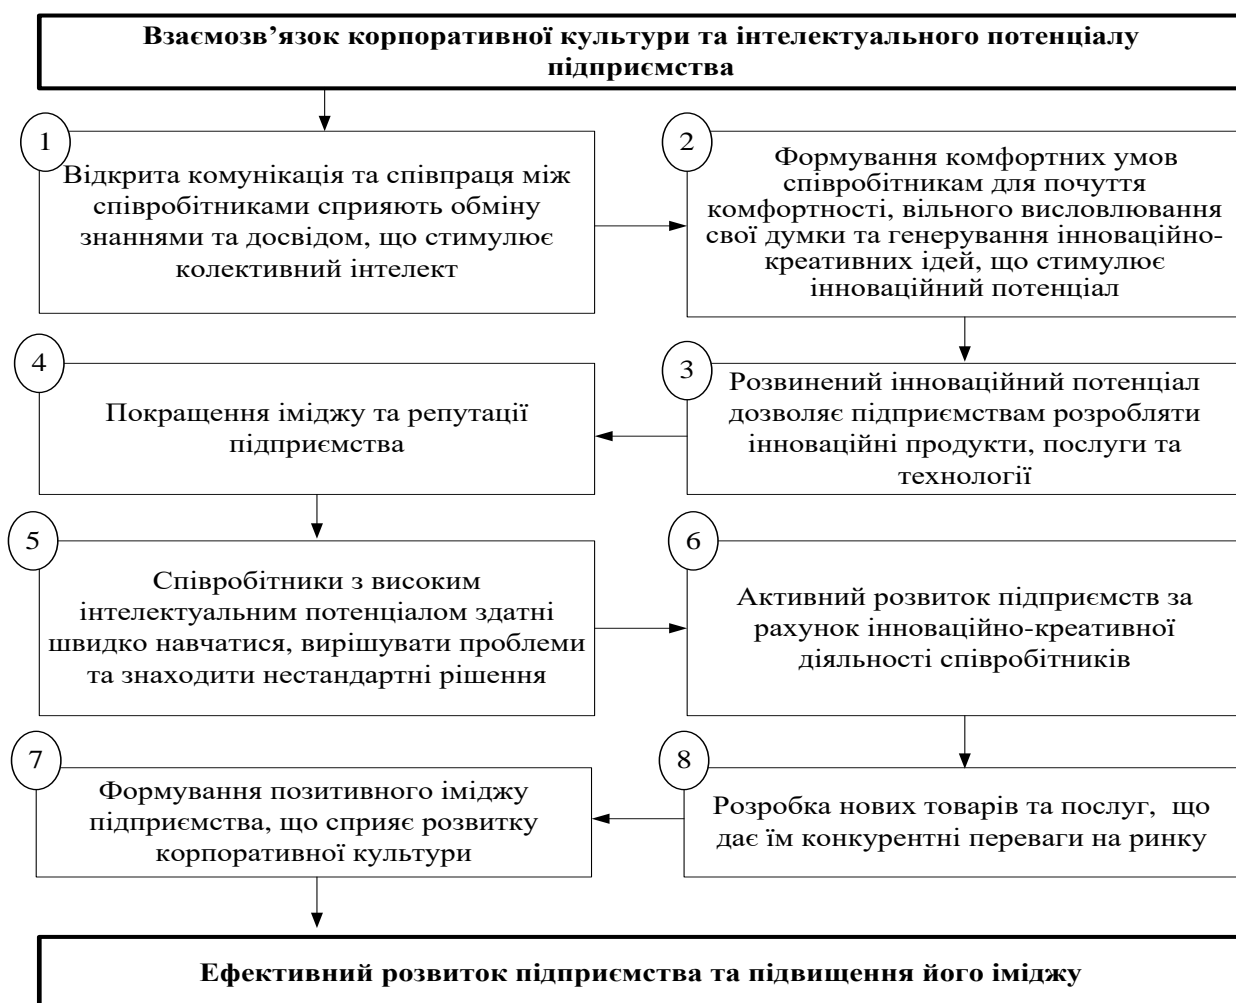 Взаємозв’язок корпоративної культури та інтелектуального потенціалу
підприємства
1
Відкрита комунікація та співпраця між
співробітниками сприяють обміну
знаннями та досвідом, що стимулює
колективний інтелект
2
Формування комфортних умов
співробітникам для почуття
комфортності, вільного висловлювання
свої думки та генерування інноваційно-
креативних ідей, що стимулює
інноваційний потенціал
4
Покращення іміджу та репутації
підприємства
3
Розвинений інноваційний потенціал
дозволяє підприємствам розробляти
інноваційні продукти, послуги та
технології
5
Співробітники з високим
інтелектуальним потенціалом здатні
швидко навчатися, вирішувати проблеми
та знаходити нестандартні рішення
6
Активний розвиток підприємств за
рахунок інноваційно-креативної
діяльності співробітників
7
Формування позитивного іміджу
підприємства, що сприяє розвитку
корпоративної культури
8
Розробка нових товарів та послуг, що
дає їм конкурентні переваги на ринку
Ефективний розвиток підприємства та підвищення його іміджу